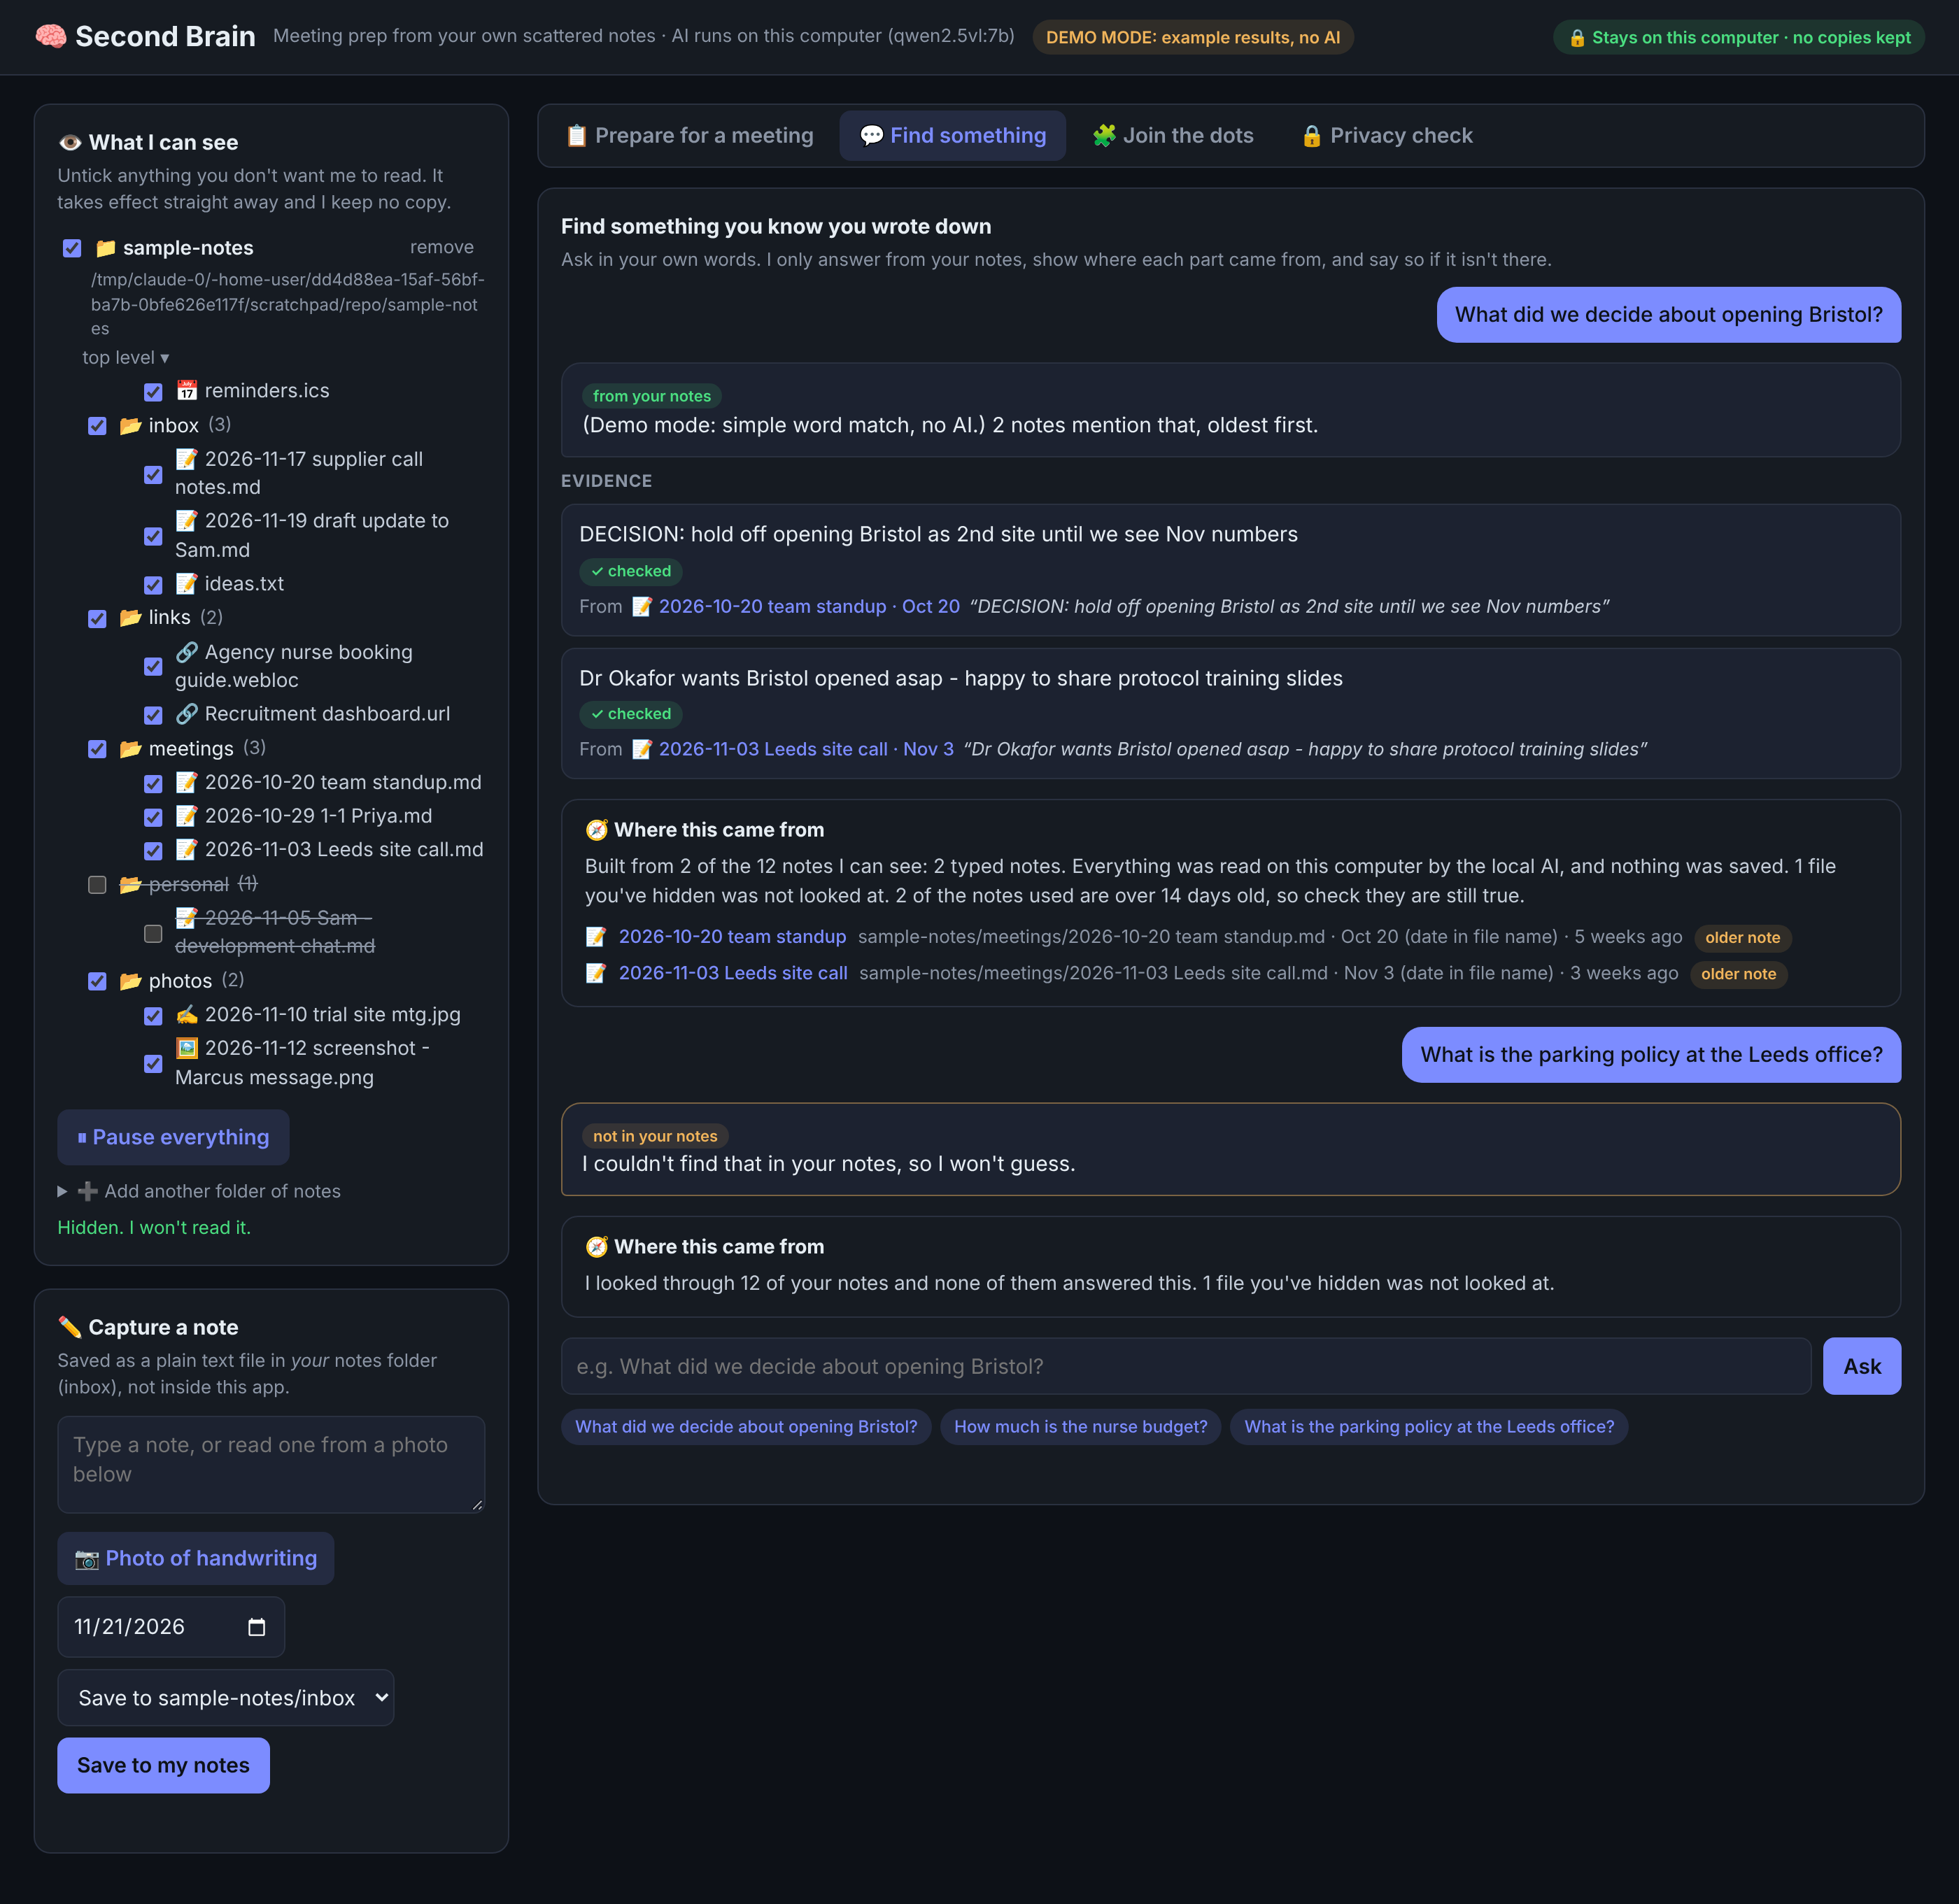 🧠 Second Brain Meeting prep from your own scattered notes · AI runs on this computer (qwen2.5vl:7b) DEMO MODE: example results, no AI 🔒 Stays on this computer · no copies kept
👁️ What I can see
Untick anything you don't want me to read. It
takes effect straight away and I keep no copy.
📁 sample-notes remove
/tmp/claude-0/-home-user/dd4d88ea-15af-56bf-
ba7b-0bfe626e117f/scratchpad/repo/sample-not
es
top level ▾
📅 reminders.ics
📂 inbox (3)
📝 2026-11-17 supplier call
notes.md
📝 2026-11-19 draft update to
Sam.md
📝 ideas.txt
📂 links (2)
🔗 Agency nurse booking
guide.webloc
🔗 Recruitment dashboard.url
📂 meetings (3)
📝 2026-10-20 team standup.md
📝 2026-10-29 1-1 Priya.md
📝 2026-11-03 Leeds site call.md
📂 personal (1)
📝 2026-11-05 Sam -
development chat.md
📂 photos (2)
✍️ 2026-11-10 trial site mtg.jpg
🖼️ 2026-11-12 screenshot -
Marcus message.png
⏸ Pause everything
▶ ➕ Add another folder of notes
Hidden. I won't read it.
✏️ Capture a note
Saved as a plain text file in your notes folder
(inbox), not inside this app.
Type a note, or read one from a photo
below
📷 Photo of handwriting
11/21/2026
Save to sample-notes/inbox
Save to my notes
📋 Prepare for a meeting 💬 Find something 🧩 Join the dots 🔒 Privacy check
Find something you know you wrote down
Ask in your own words. I only answer from your notes, show where each part came from, and say so if it isn't there.
What did we decide about opening Bristol?
from your notes
(Demo mode: simple word match, no AI.) 2 notes mention that, oldest first.
EVIDENCE
DECISION: hold off opening Bristol as 2nd site until we see Nov numbers
✓ checked
From 📝 2026-10-20 team standup · Oct 20 “DECISION: hold off opening Bristol as 2nd site until we see Nov numbers”
Dr Okafor wants Bristol opened asap - happy to share protocol training slides
✓ checked
From 📝 2026-11-03 Leeds site call · Nov 3 “Dr Okafor wants Bristol opened asap - happy to share protocol training slides”
🧭 Where this came from
Built from 2 of the 12 notes I can see: 2 typed notes. Everything was read on this computer by the local AI, and nothing was saved. 1 file
you've hidden was not looked at. 2 of the notes used are over 14 days old, so check they are still true.
📝 2026-10-20 team standup sample-notes/meetings/2026-10-20 team standup.md · Oct 20 (date in file name) · 5 weeks ago older note
📝 2026-11-03 Leeds site call sample-notes/meetings/2026-11-03 Leeds site call.md · Nov 3 (date in file name) · 3 weeks ago older note
What is the parking policy at the Leeds office?
not in your notes
I couldn't find that in your notes, so I won't guess.
🧭 Where this came from
I looked through 12 of your notes and none of them answered this. 1 file you've hidden was not looked at.
e.g. What did we decide about opening Bristol? Ask
What did we decide about opening Bristol? How much is the nurse budget? What is the parking policy at the Leeds office?